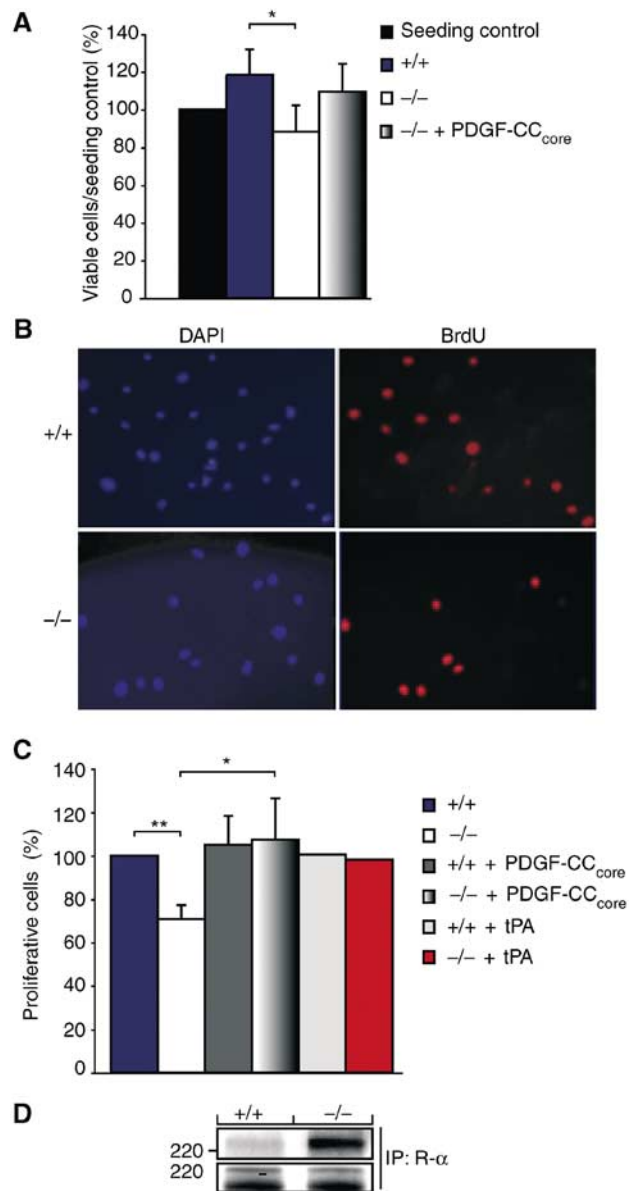 A
Viable cells/seeding control (%)
140
120
100
80
60
40
20
0
*
Seeding control
+/+
–/–
–/– + PDGF-CCcore
B
DAPI
BrdU
+/+
–/–
C
Proliferative cells (%)
140
120
100
80
60
40
20
0
**
*
+/+
–/–
+/+ + PDGF-CCcore
–/– + PDGF-CCcore
+/+ + tPA
–/– + tPA
D
+/+
–/–
220
220
IP: R-α